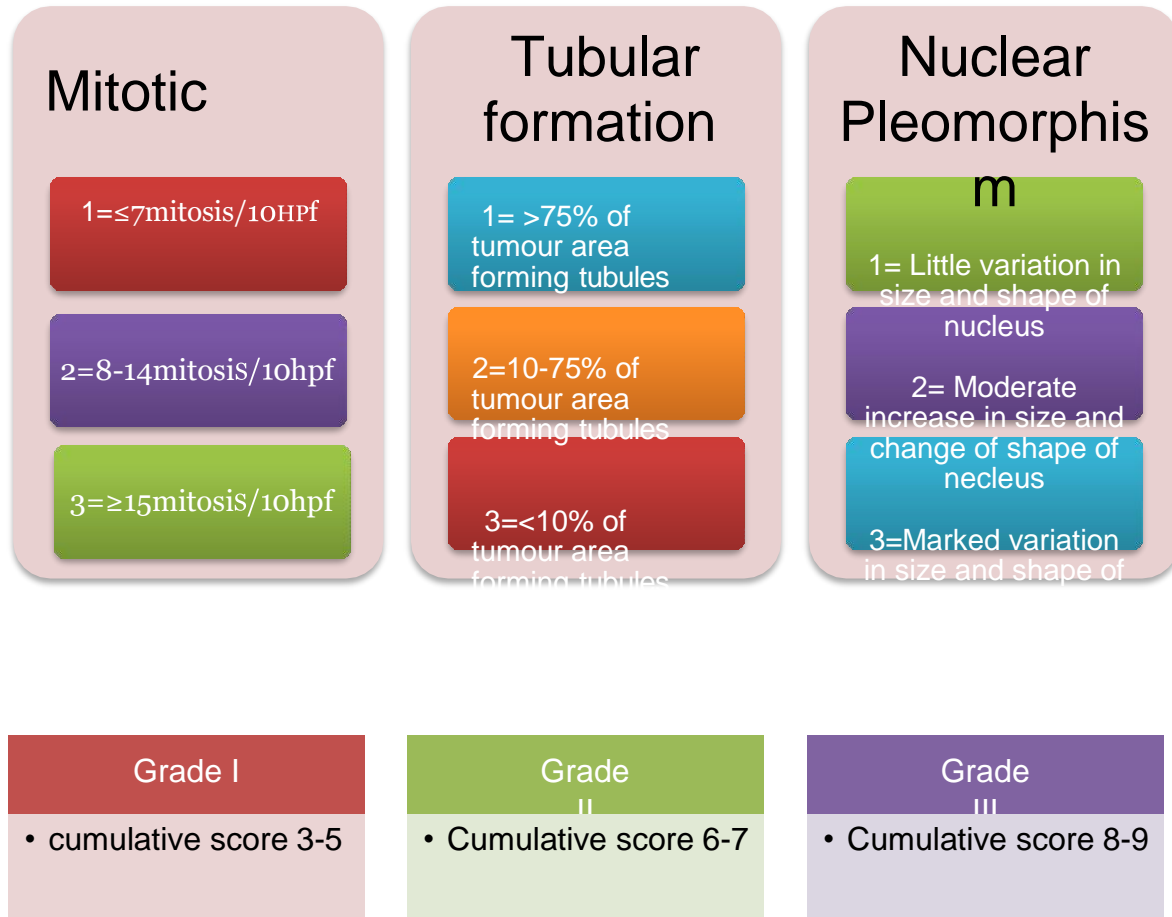 Mitotic
1=≤7mitosis/10HPf
2=8-14mitosiS/10hpf
3=≥15mitosiS/10hpf
Tubular
formation
1= >75% of
tumour area
forming tubules
2=10-75% of
tumour area
forming tubules
3=<10% of
tumour area
forming tubules
Nuclear
Pleomorphis
m
1= Little variation in
size and shape of
nucleus
2= Moderate
increase in size and
change of shape of
necleus
3=Marked variation
in size and shape of
Grade I
• cumulative score 3-5
Grade
II
• Cumulative score 6-7
Grade
III
• Cumulative score 8-9